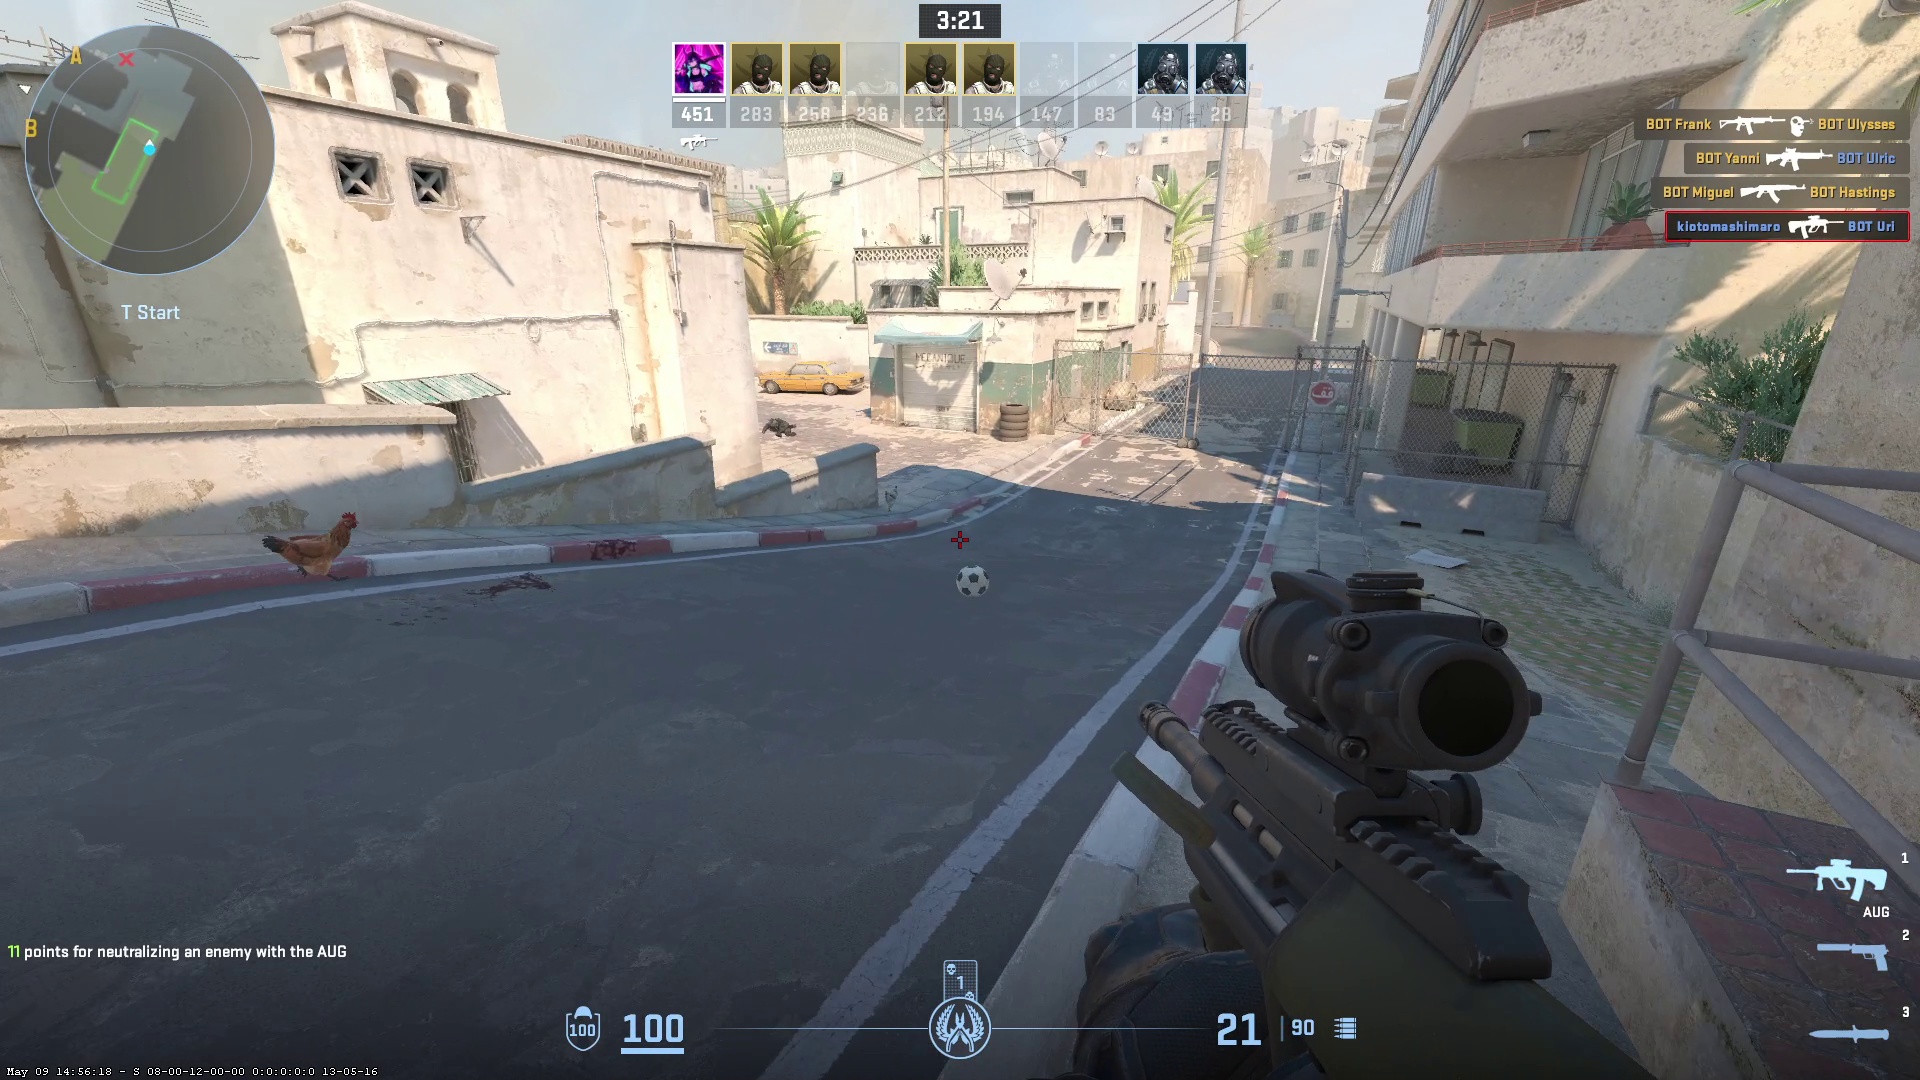 3:21
A
B
T Start
451 283 258 236 212 194 147 83 49 28
BOT Frank BOT Ulysses
BOT Yanni BOT Ulric
BOT Miguel BOT Hastings
kiotomashimaro BOT Uri
MECANIQUE
قف
11 points for neutralizing an enemy with the AUG
1
AUG
2
3
100
100
1
21 | 90
May 09 14:56:18 - S 08-00-12-00-00 0:0:0:0:0 13-05-16